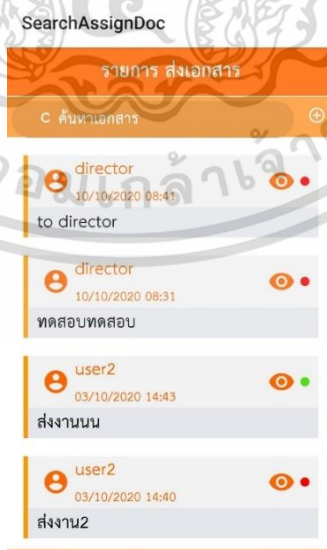 SearchAssignDoc
รายการ ส่งเอกสาร
C ค้นหาเอกสาร
director
10/10/2020 08:41
to director
director
10/10/2020 08:31
ทดสอบทดสอบ
user2
03/10/2020 14:43
ส่งงานนน
user2
03/10/2020 14:40
ส่งงาน2